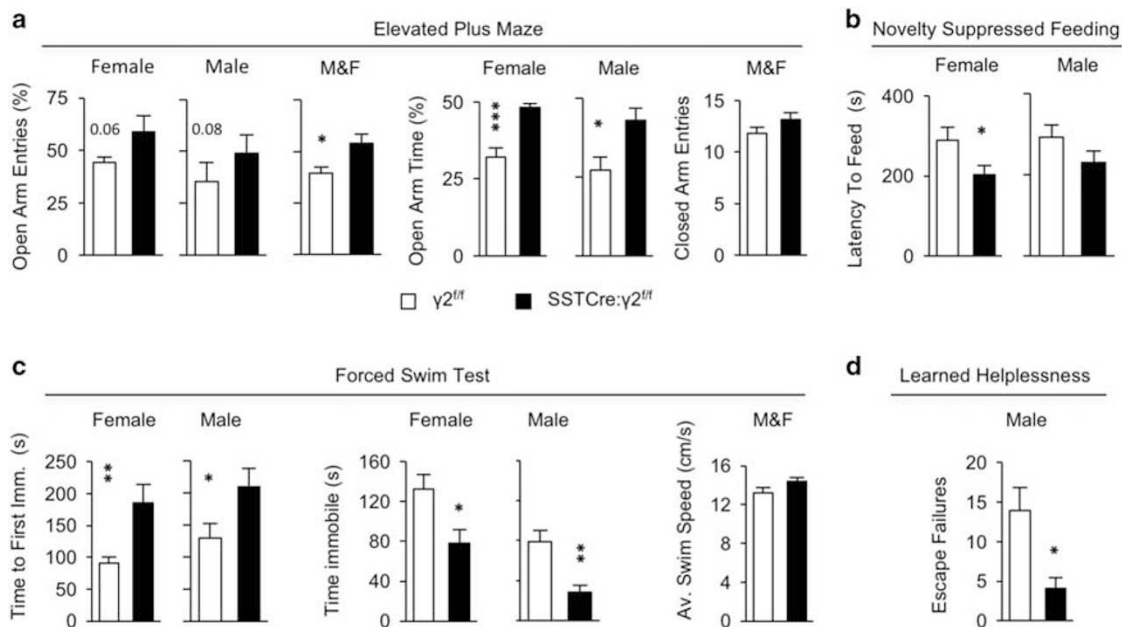 a
Elevated Plus Maze
Female Male M&F Female Male M&F
Open Arm Entries (%)
75
50
25
0
0.06
0.08
*
Open Arm Time (%)
50
25
0
***
*
Closed Arm Entries
15
12
9
6
3
0
b
Novelty Suppressed Feeding
Female Male
Latency To Feed (s)
400
200
0
*
γ2f/f SSTCre:γ2f/f
c
Forced Swim Test
Female Male Female Male M&F
Time to First Imm. (s)
250
200
150
100
50
0
**
*
Time immobile (s)
160
120
80
40
0
*
**
Av. Swim Speed (cm/s)
16
12
8
4
0
d
Learned Helplessness
Male
Escape Failures
20
15
10
5
0
*